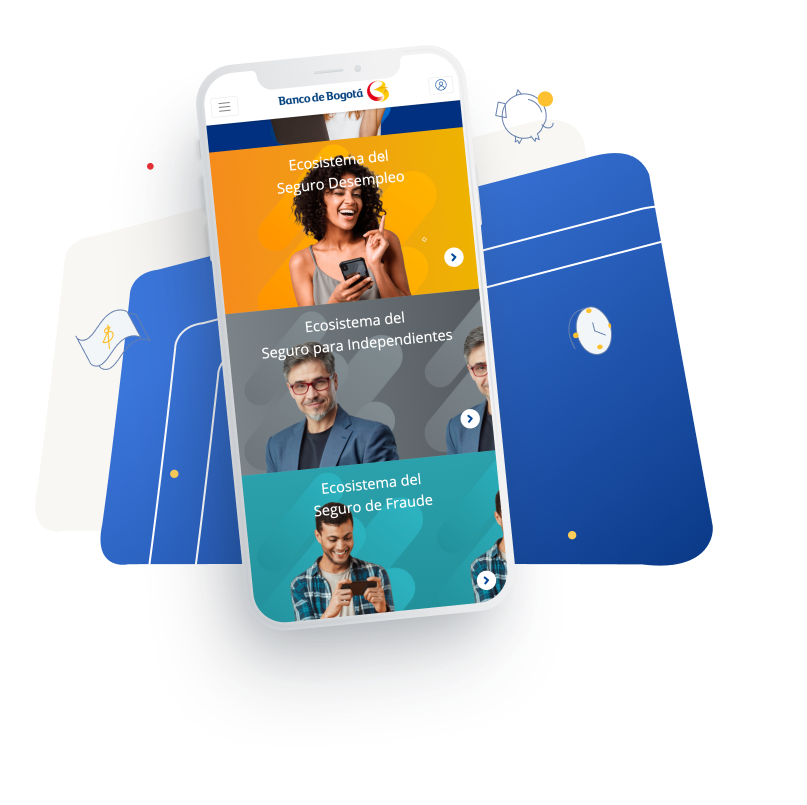 Banco de Bogotá
Ecosistema del
Seguro Desempleo
Ecosistema del
Seguro para Independientes
Ecosistema del
Seguro de Fraude